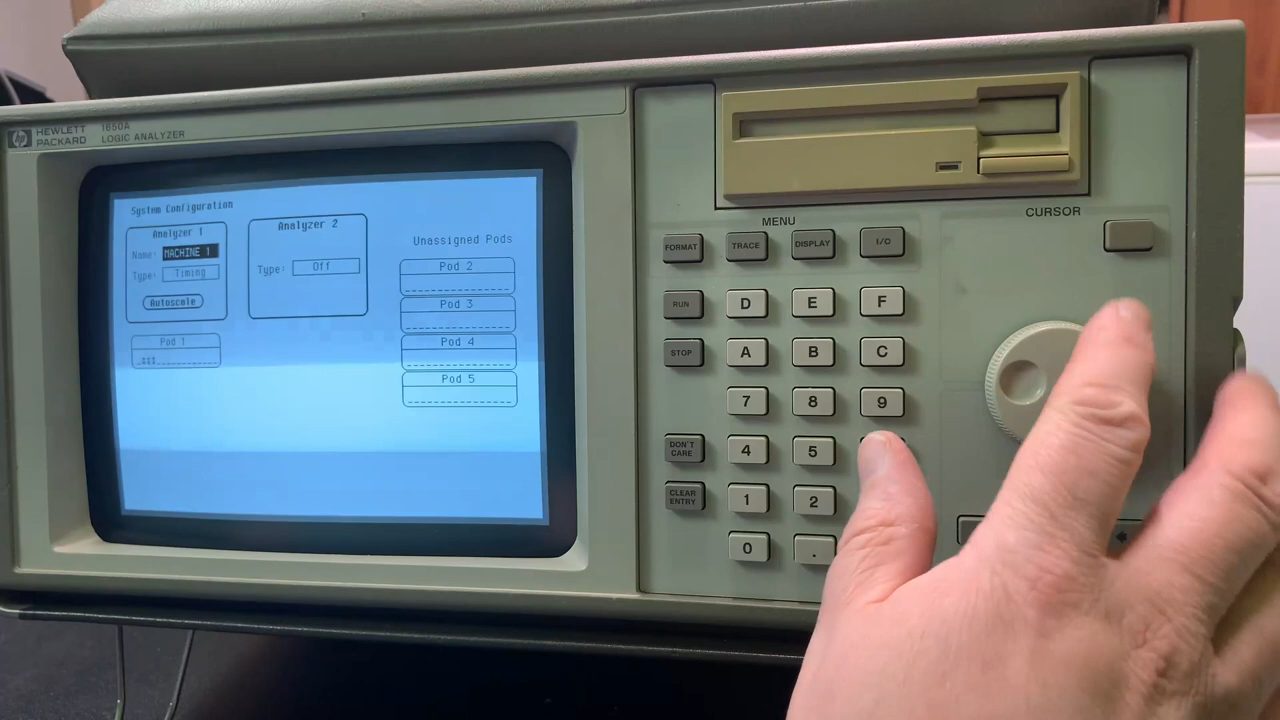 hp HEWLETT PACKARD
1650A
LOGIC ANALYZER
System Configuration
Analyzer 1
Name: MACHINE 1
Type: Timing
Autoscale
Pod 1
Analyzer 2
Type: Off
Unassigned Pods
Pod 2
Pod 3
Pod 4
Pod 5
MENU
CURSOR
FORMAT TRACE DISPLAY I/O
RUN D E F
STOP A B C
7 8 9
DON'T CARE 4 5
CLEAR ENTRY 1 2
0 .